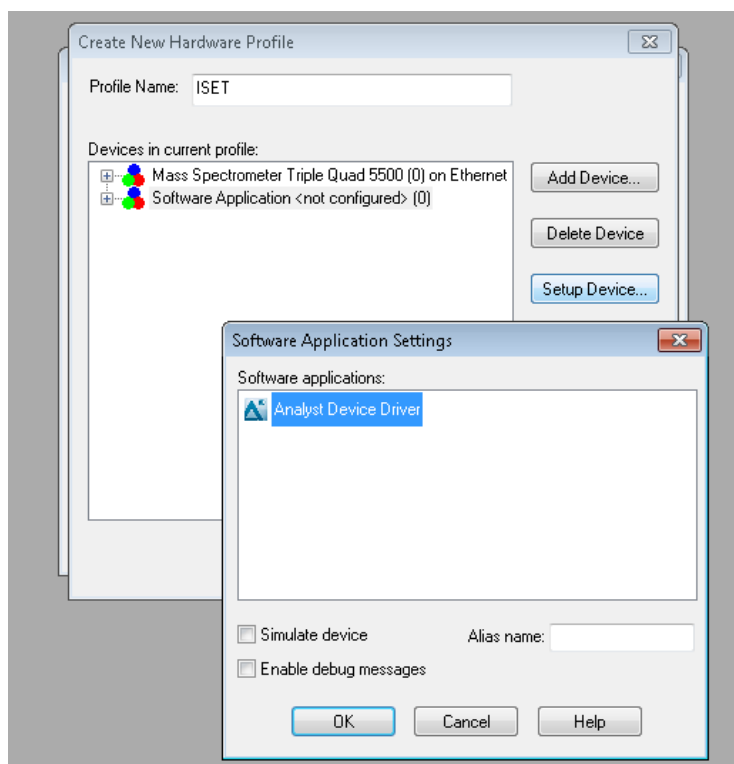 Create New Hardware Profile
Profile Name: ISET
Devices in current profile:
Mass Spectrometer Triple Quad 5500 (0) on Ethernet
Software Application <not configured> (0)
Add Device...
Delete Device
Setup Device...
Software Application Settings
Software applications:
Analyst Device Driver
Simulate device Alias name:
Enable debug messages
OK Cancel Help